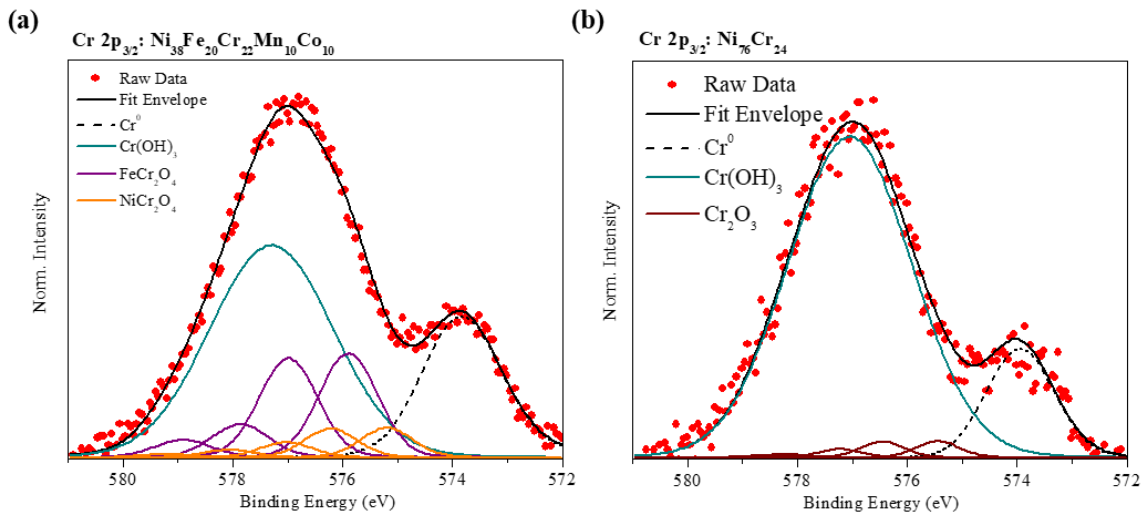 (a)
Cr 2p3/2: Ni38Fe20Cr22Mn10Co10
Raw Data
Fit Envelope
Cr0
Cr(OH)3
FeCr2O4
NiCr2O4
Norm. Intensity
580 578 576 574 572
Binding Energy (eV)
(b)
Cr 2p3/2: Ni76Cr24
Raw Data
Fit Envelope
Cr0
Cr(OH)3
Cr2O3
Norm. Intensity
580 578 576 574 572
Binding Energy (eV)